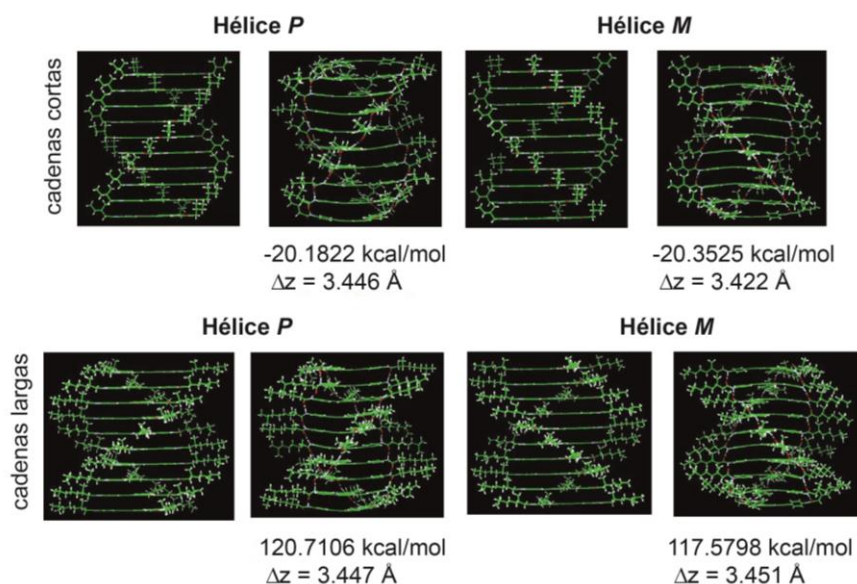 Hélice P Hélice M
cadenas cortas
-20.1822 kcal/mol -20.3525 kcal/mol
Δz = 3.446 Å Δz = 3.422 Å
Hélice P Hélice M
cadenas largas
120.7106 kcal/mol 117.5798 kcal/mol
Δz = 3.447 Å Δz = 3.451 Å